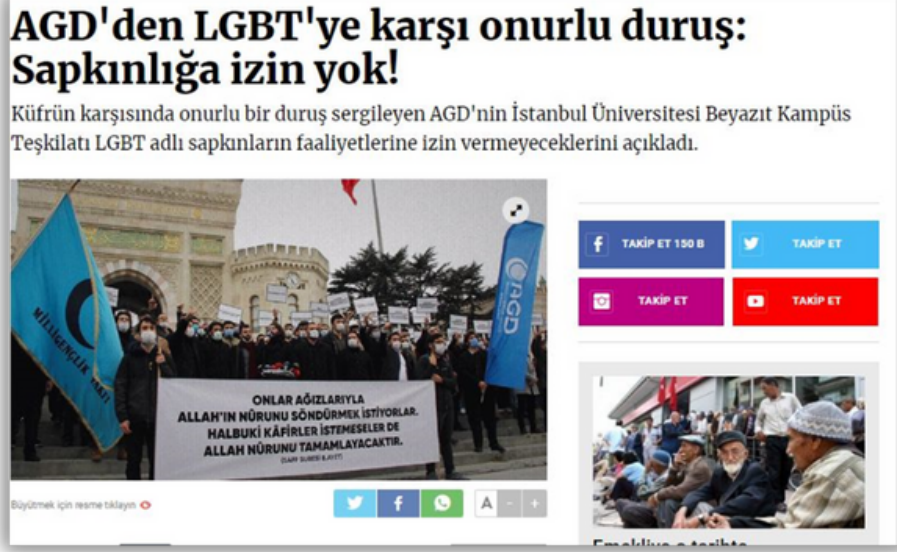 AGD'den LGBT'ye karşı onurlu duruş:
Sapkınlığa izin yok!
Küfrün karşısında onurlu bir duruş sergileyen AGD'nin İstanbul Üniversitesi Beyazıt Kampüs
Teşkilatı LGBT adlı sapkınların faaliyetlerine izin vermeyeceklerini açıkladı.
AGD
ONLAR AĞIZLARIYLA
ALLAH'IN NÛRUNU SÖNDÜRMEK İSTİYORLAR.
HALBUKİ KÂFİRLER İSTEMESELER DE
ALLAH NÛRUNU TAMAMLAYACAKTIR.
Büyütmek için resme tıklayın
A - +
TAKİP ET 150 B
TAKİP ET
TAKİP ET
TAKİP ET